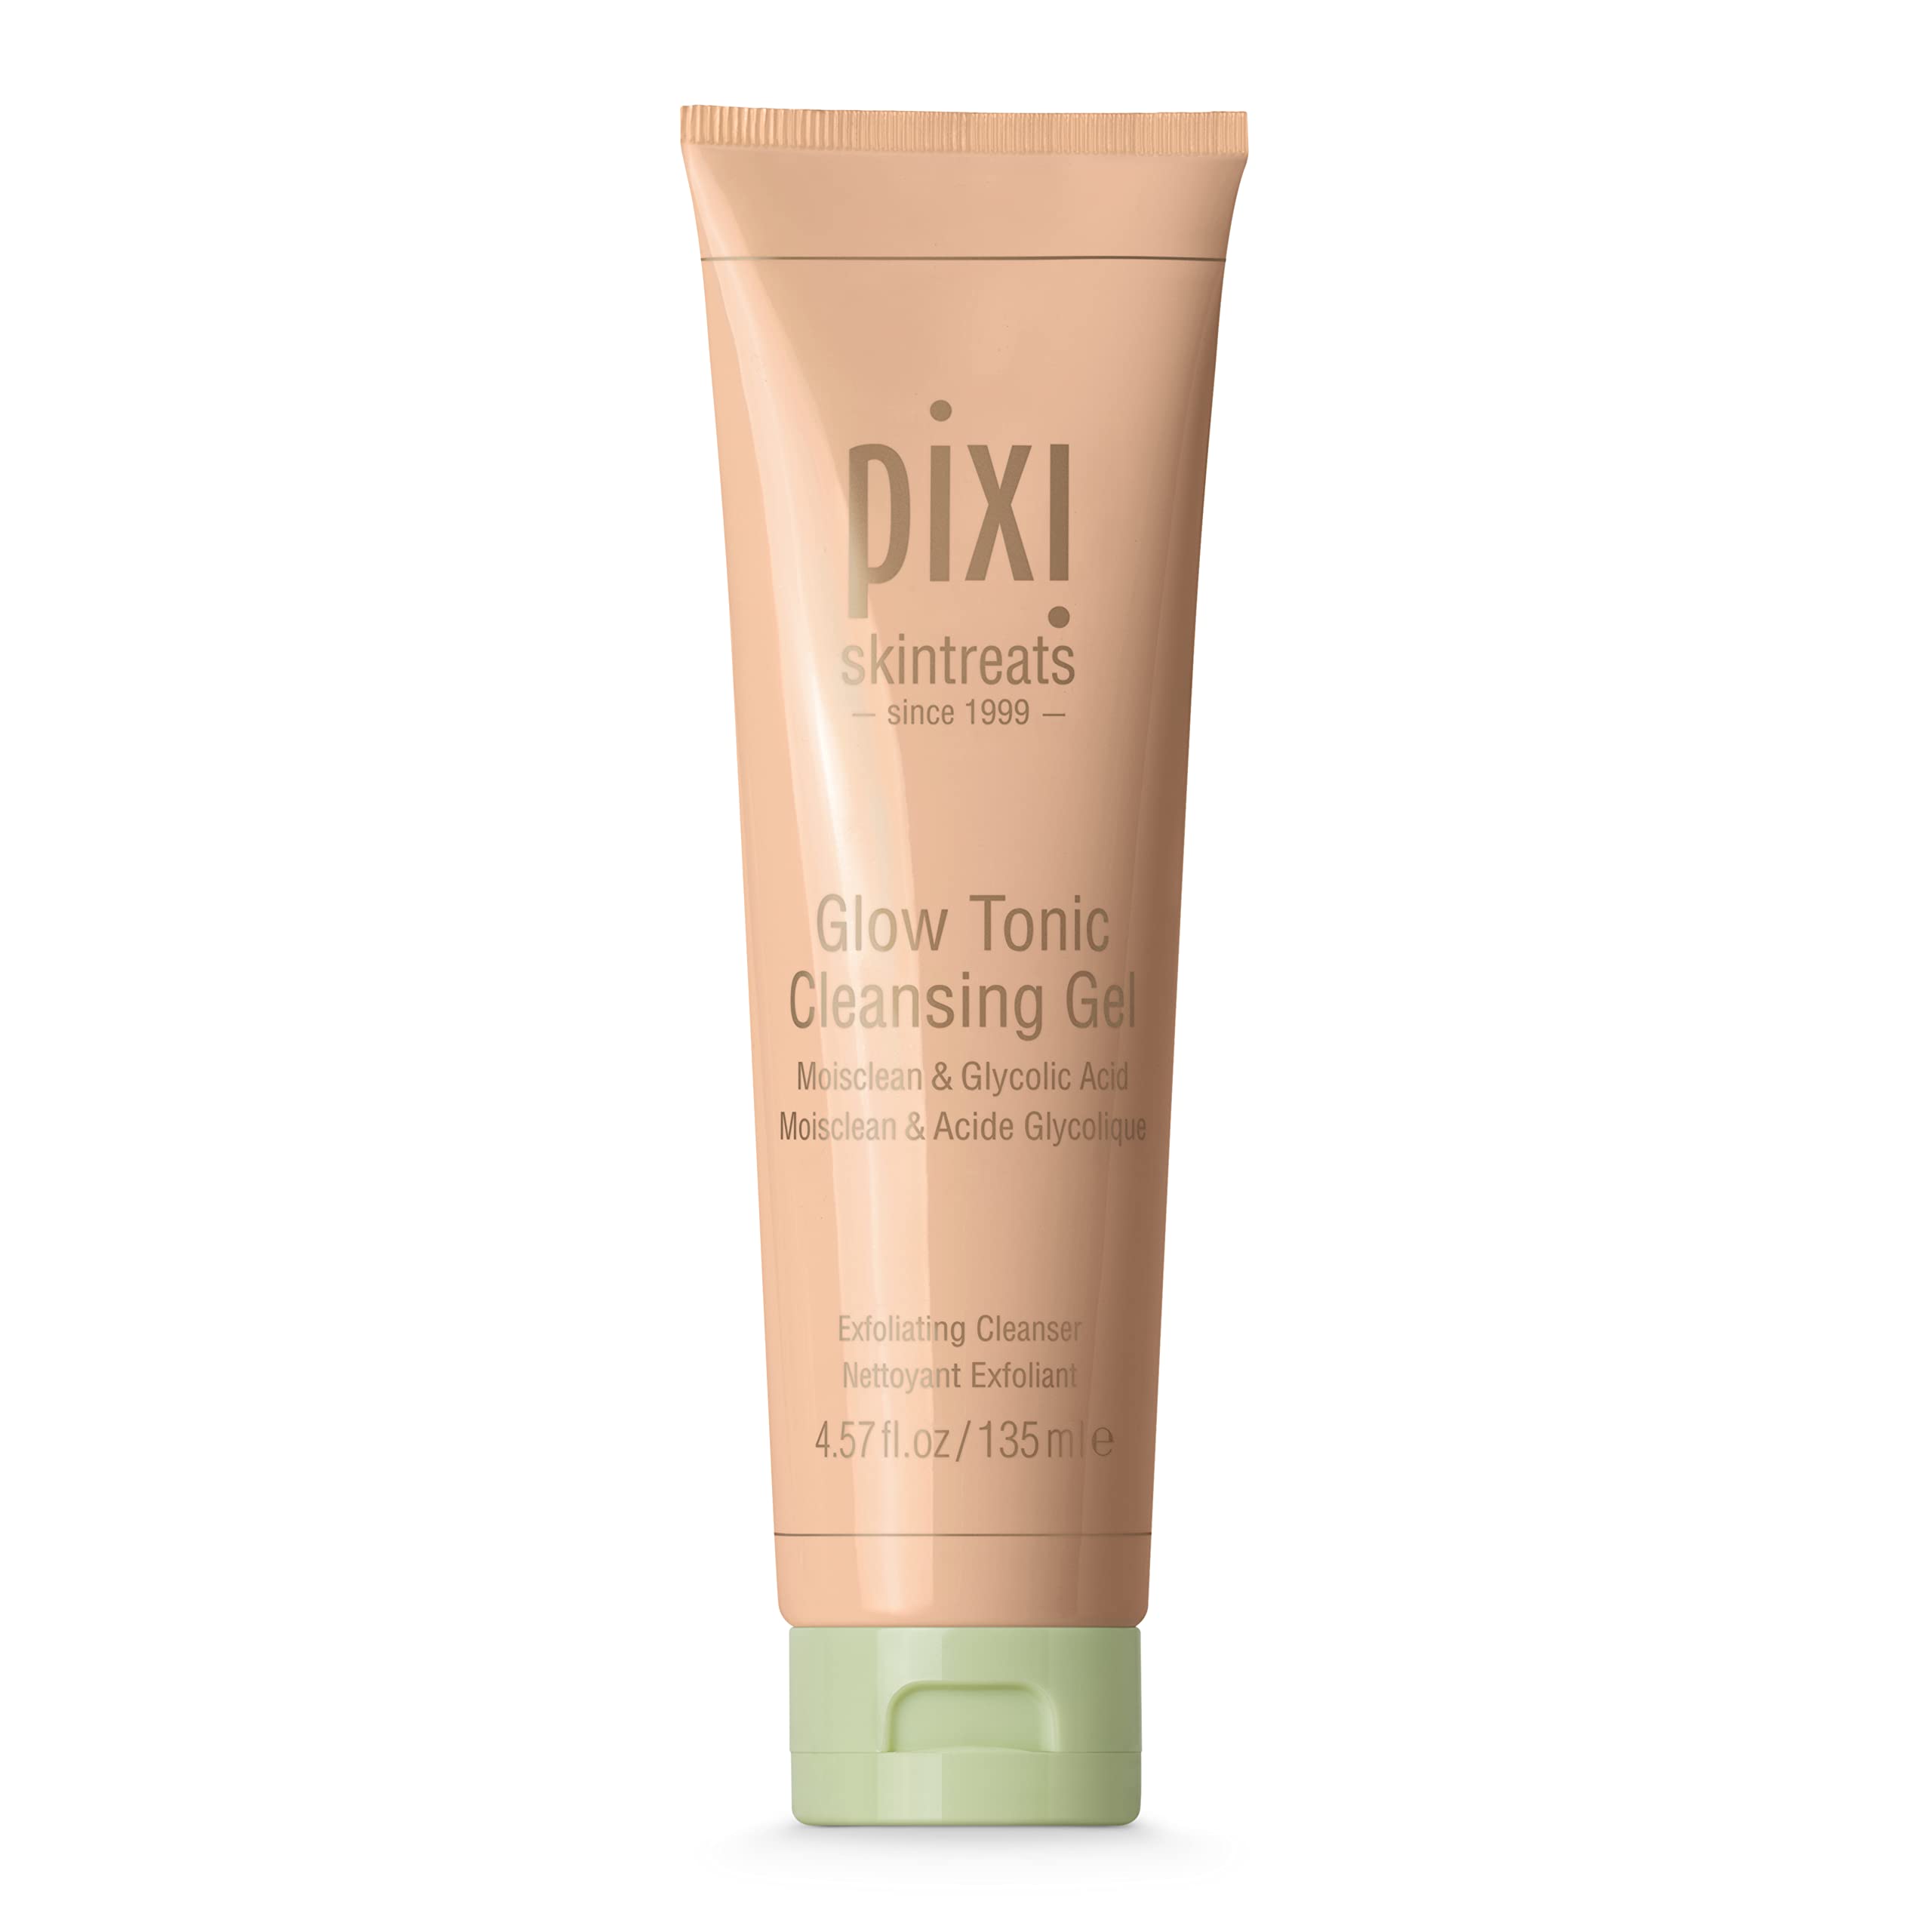 pixi
skintreats
— since 1999 —
Glow Tonic
Cleansing Gel
Moisclean & Glycolic Acid
Moisclean & Acide Glycolique
Exfoliating Cleanser
Nettoyant Exfoliant
4.57 fl.oz / 135 ml ℮